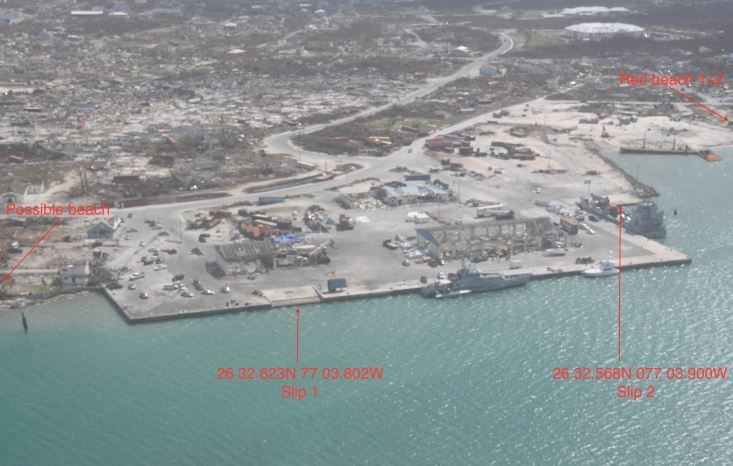 Red beach 1+2
Possible beach
26 32.623N 77 03.802W
Slip 1
26 32.568N 077 03.900W
Slip 2